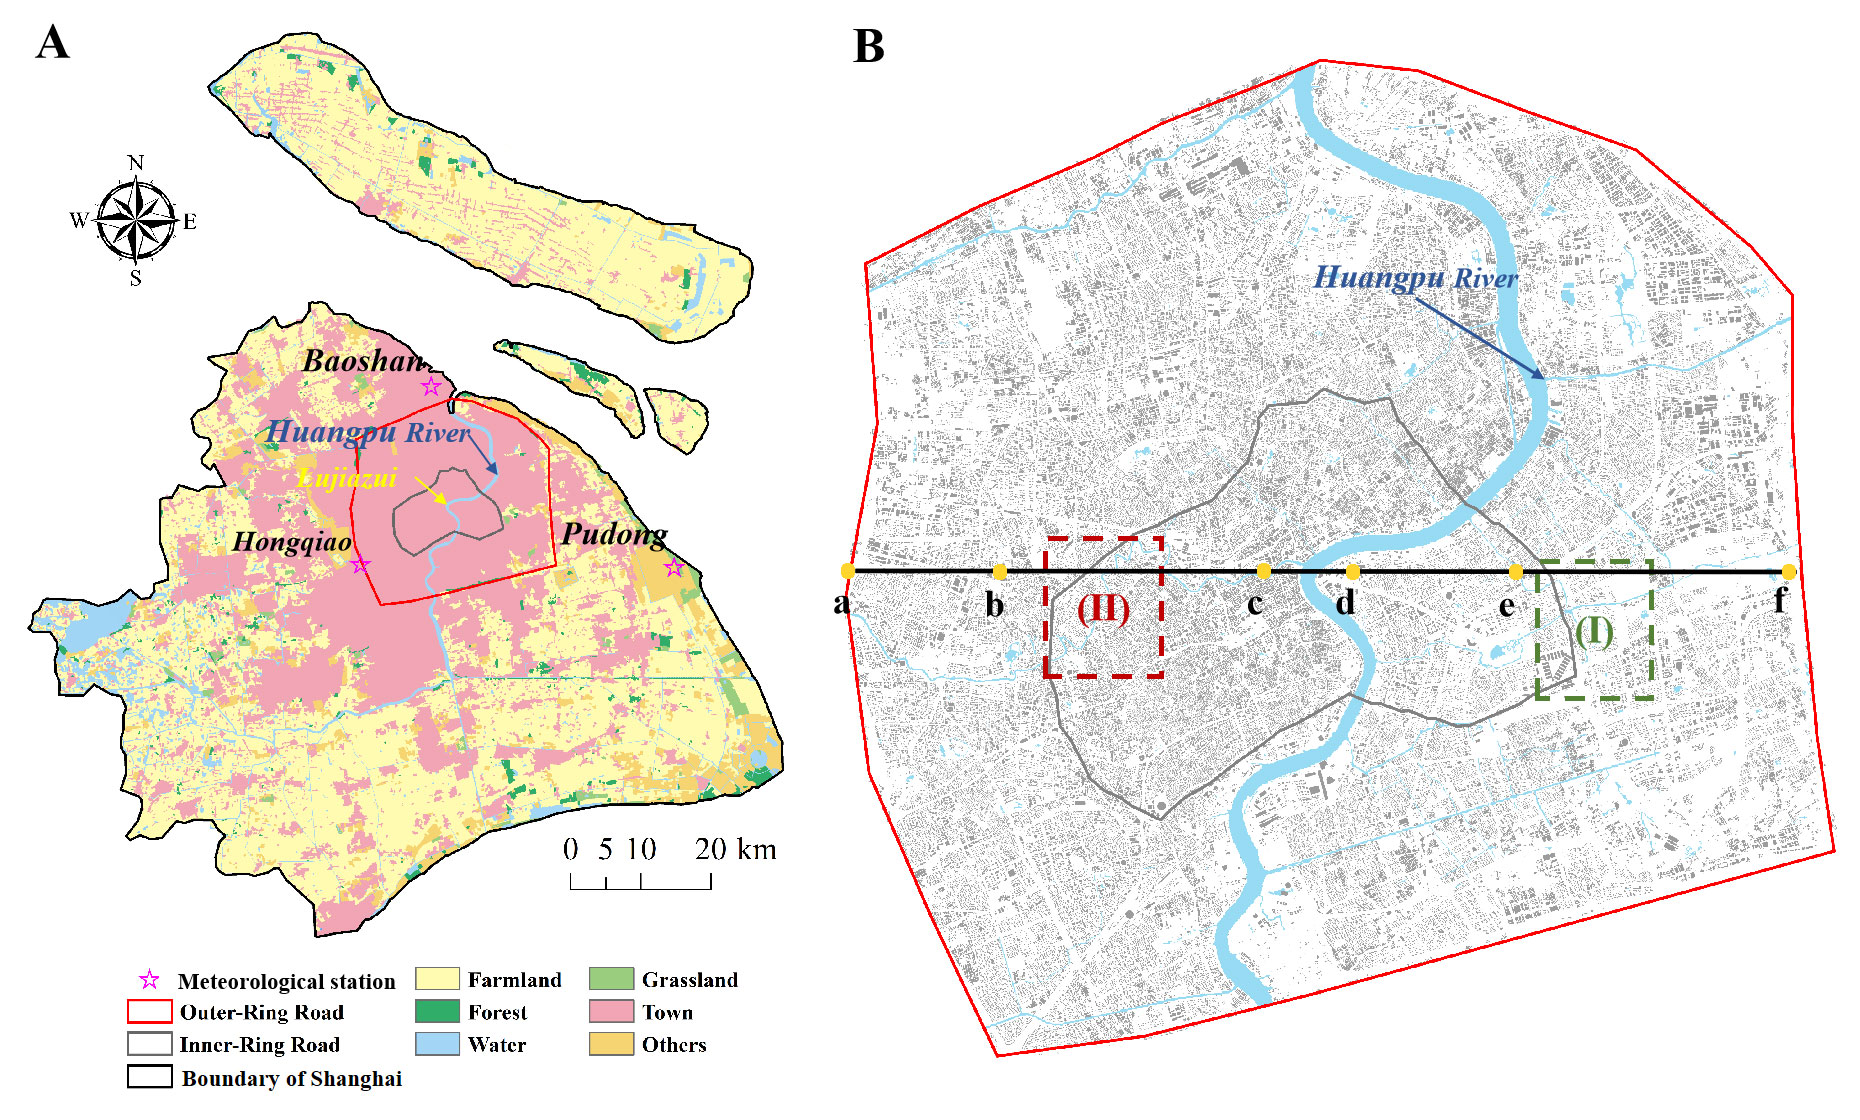 A
N
W
E
S
Baoshan
Huangpu River
Lujiazui
Hongqiao
Pudong
0 5 10 20 km
Meteorological station
Outer-Ring Road
Inner-Ring Road
Boundary of Shanghai
Farmland
Forest
Water
Grassland
Town
Others
B
Huangpu River
a
b
c
d
e
f
(II)
(I)